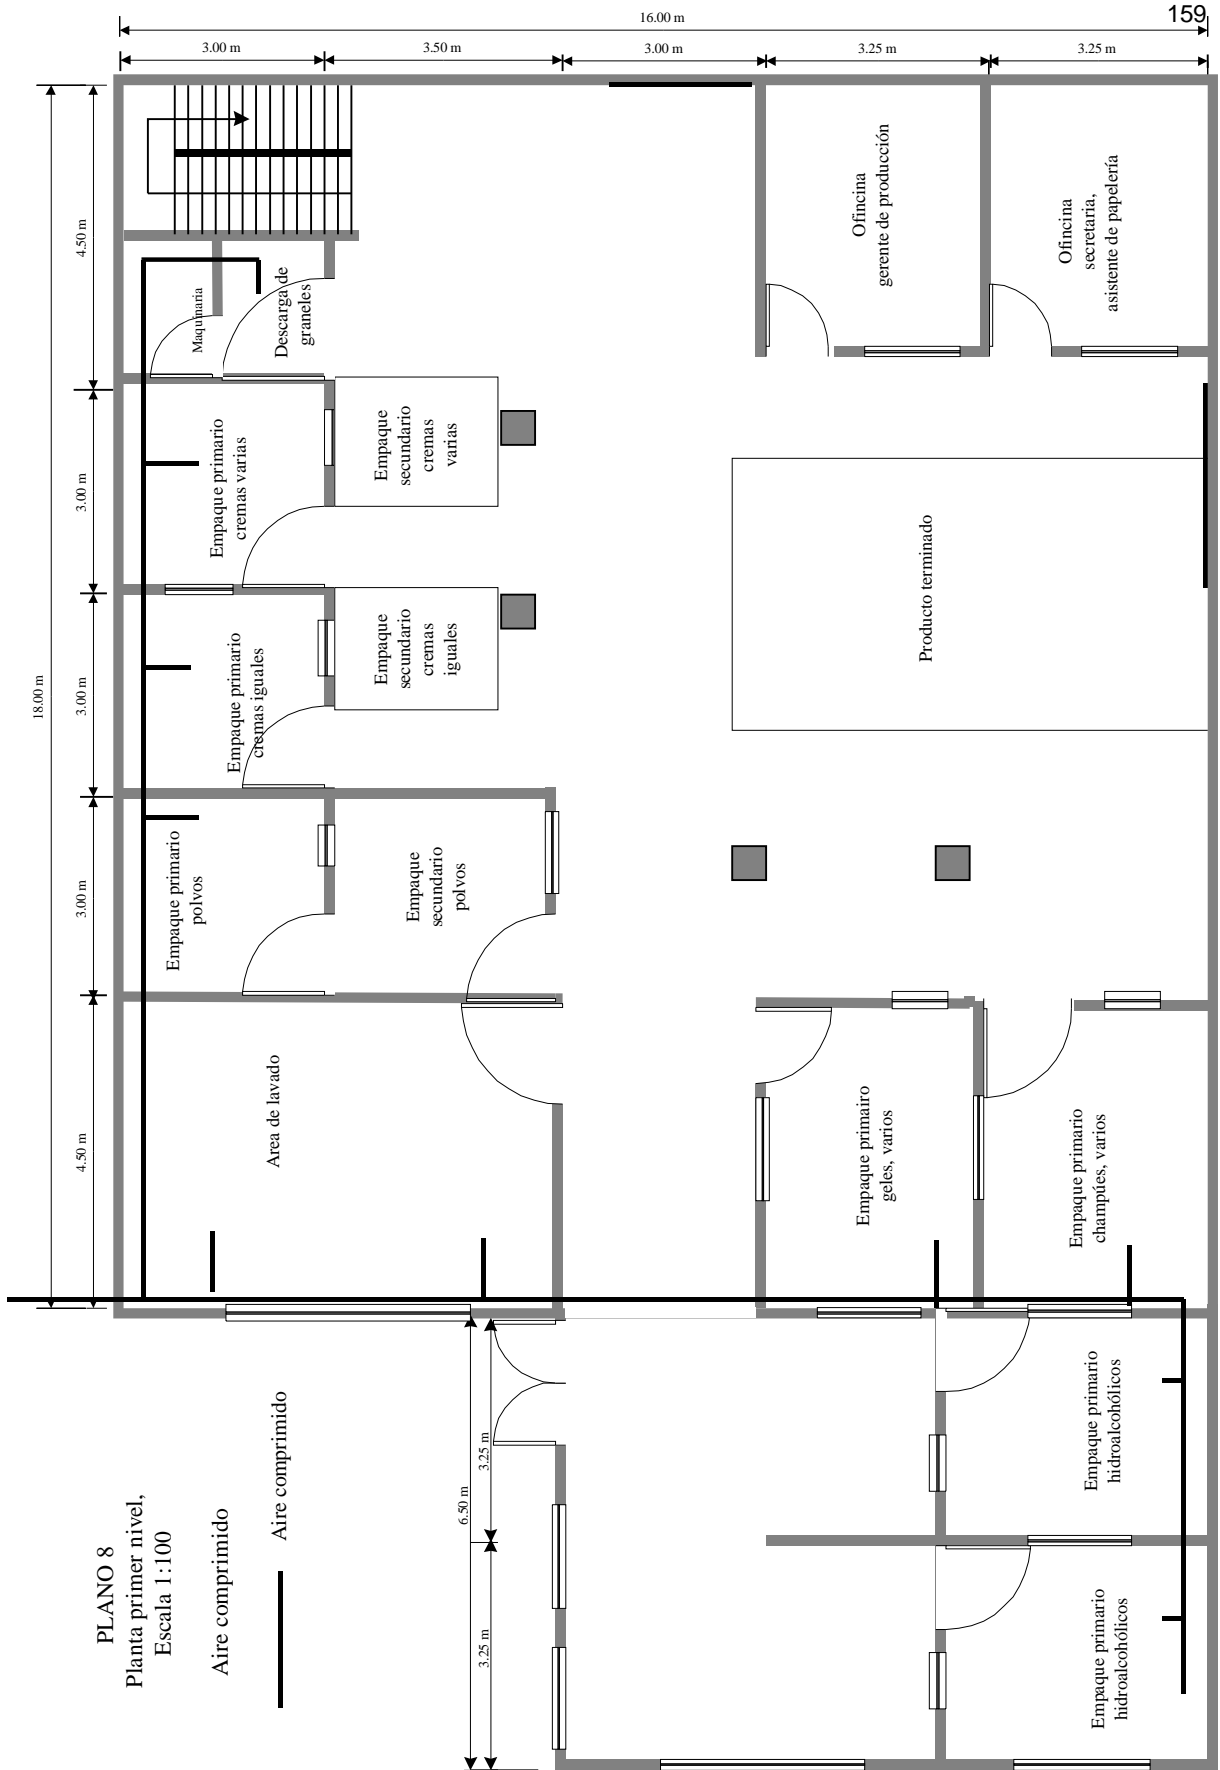 159
16.00 m
3.00 m
3.50 m
3.00 m
3.25 m
3.25 m
18.00 m
4.50 m
3.00 m
3.00 m
3.00 m
4.50 m
Maquinaria
Descarga de
graneles
Ofincina
gerente de producción
Ofincina
secretaria,
asistente de papelería
Empaque primario
cremas varias
Empaque
secundario
cremas
varias
Empaque primario
cremas iguales
Empaque
secundario
cremas
iguales
Producto terminado
Empaque primario
polvos
Empaque
secundario
polvos
Area de lavado
Empaque primairo
geles, varios
Empaque primario
champúes, varios
Empaque primario
hidroalcohólicos
Empaque primario
hidroalcohólicos
6.50 m
3.25 m
3.25 m
PLANO 8
Planta primer nivel,
Escala 1:100
Aire comprimido
Aire comprimido